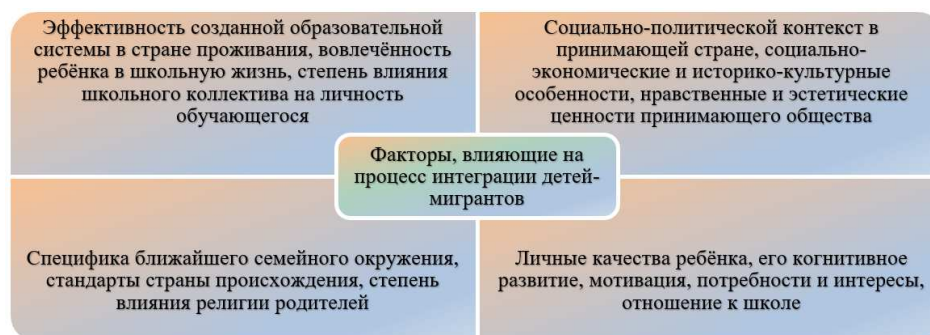 Эффективность созданной образовательной
системы в стране проживания, вовлечённость
ребёнка в школьную жизнь, степень влияния
школьного коллектива на личность
обучающегося
Социально-политической контекст в
принимающей стране, социально-
экономические и историко-культурные
особенности, нравственные и эстетические
ценности принимающего общества
Факторы, влияющие на
процесс интеграции детей-
мигрантов
Специфика ближайшего семейного окружения,
стандарты страны происхождения, степень
влияния религии родителей
Личные качества ребёнка, его когнитивное
развитие, мотивация, потребности и интересы,
отношение к школе